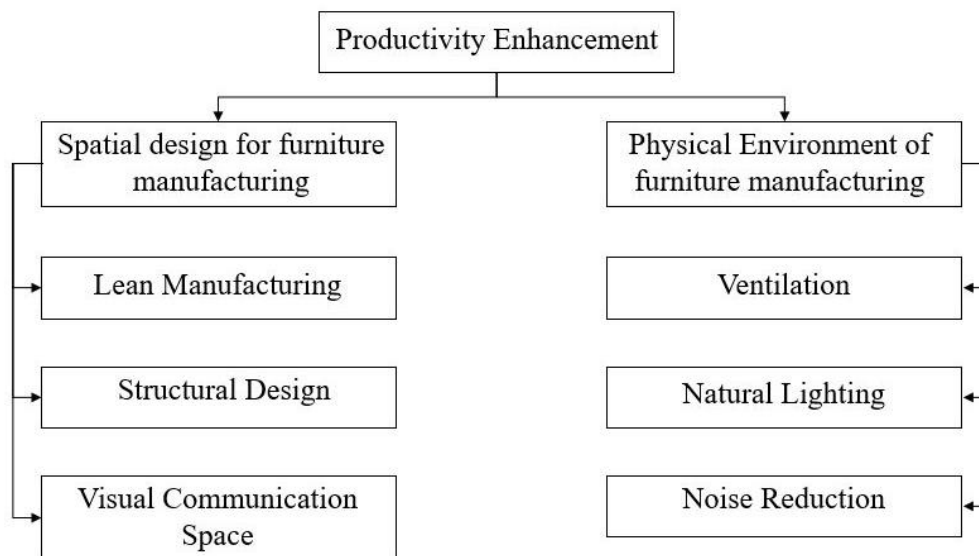 Productivity Enhancement
Spatial design for furniture
manufacturing
Physical Environment of
furniture manufacturing
Lean Manufacturing
Ventilation
Structural Design
Natural Lighting
Visual Communication
Space
Noise Reduction